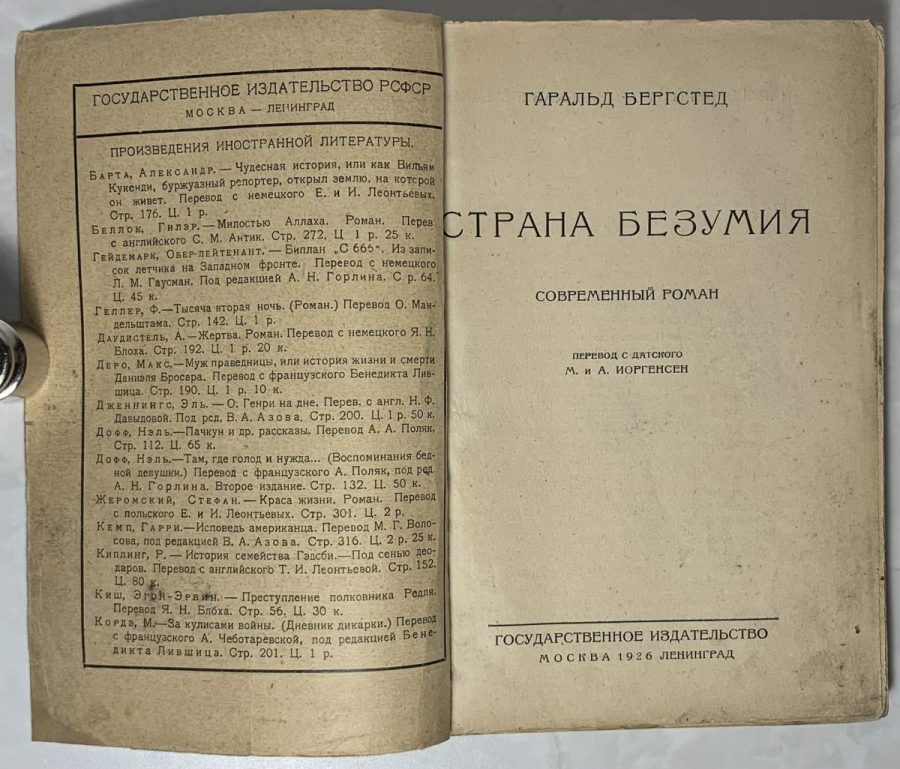 ГОСУДАРСТВЕННОЕ ИЗДАТЕЛЬСТВО РСФСР
МОСКВА — ЛЕНИНГРАД
ПРОИЗВЕДЕНИЯ ИНОСТРАННОЙ ЛИТЕРАТУРЫ.
Барта, Александр. — Чудесная история, или как Вильям
Кукенди, буржуазный репортер, открыл землю, на которой
он живет. Перевод с немецкого Е. и И. Леонтьевых.
Стр. 176. Ц. 1 р.
Беллок, Гилэр. — Милостью Аллаха. Роман. Перев.
с английского С. М. Антик. Стр. 272. Ц 1 р. 25 к.
Гейдемарк, Обер-лейтенант. — Биплан „С 666“. Из запи-
сок летчика на Западном фронте. Перевод с немецкого
Л. М. Гаусман. Под редакцией А. Н. Горлина. С р. 64.
Ц. 45 к.
Геллер, Ф.—Тысяча вторая ночь. (Роман.) Перевод О. Ман-
дельштама. Стр. 142. Ц. 1 р.
Даудистель, А.—Жертва. Роман. Перевод с немецкого Я. Н.
Блоха. Стр. 192. Ц. 1 р. 20 к.
Деро, Макс.—Муж праведницы, или история жизни и смерти
Даниэля Бросара. Перевод с французского Бенедикта Лив-
шица. Стр. 190. Ц. 1 р. 10 к.
Дженнингс, Эль. — О. Генри на дне. Перев. с англ. Н. Ф.
Давыдовой. Под ред. В. А. Азова. Стр. 200. Ц. 1 р. 50 к.
Дофф, Нэль.—Пачкун и др. рассказы. Перевод А. А. Поляк.
Стр. 112. Ц. 65 к.
Дофф, Нэль.—Там, где голод и нужда... (Воспоминания бед-
ной девушки.) Перевод с французского А. Поляк, под ред.
А. Н. Горлина. Второе издание. Стр. 132. Ц. 50 к.
Жеромский, Стефан. — Краса жизни. Роман. Перевод
с польского Е. и И. Леонтьевых. Стр. 301. Ц. 2 р.
Кемп, Гарри.—Исповедь американца. Перевод М. Г. Воло-
сова, под редакцией В. А. Азова. Стр. 316. Ц. 2 р. 25 к.
Киплинг, Р. — История семейства Гэдсби.—Под сенью део-
даров. Перевод с английского Т. И. Леонтьевой. Стр. 152.
Ц. 80 к.
Киш, Эгон-Эрвин. — Преступление полковника Редля.
Перевод Я. Н. Блоха. Стр. 56. Ц. 30 к.
Кордэ, М.—За кулисами войны. (Дневник дикарки.) Перевод
с французского А. Чеботаревской, под редакцией Бене-
дикта Лившица. Стр. 201. Ц. 1 р.
ГАРАЛЬД БЕРГСТЕД
СТРАНА БЕЗУМИЯ
СОВРЕМЕННЫЙ РОМАН
ПЕРЕВОД С ДАТСКОГО
М. и А. ИОРГЕНСЕН
ГОСУДАРСТВЕННОЕ ИЗДАТЕЛЬСТВО
МОСКВА 1926 ЛЕНИНГРАД